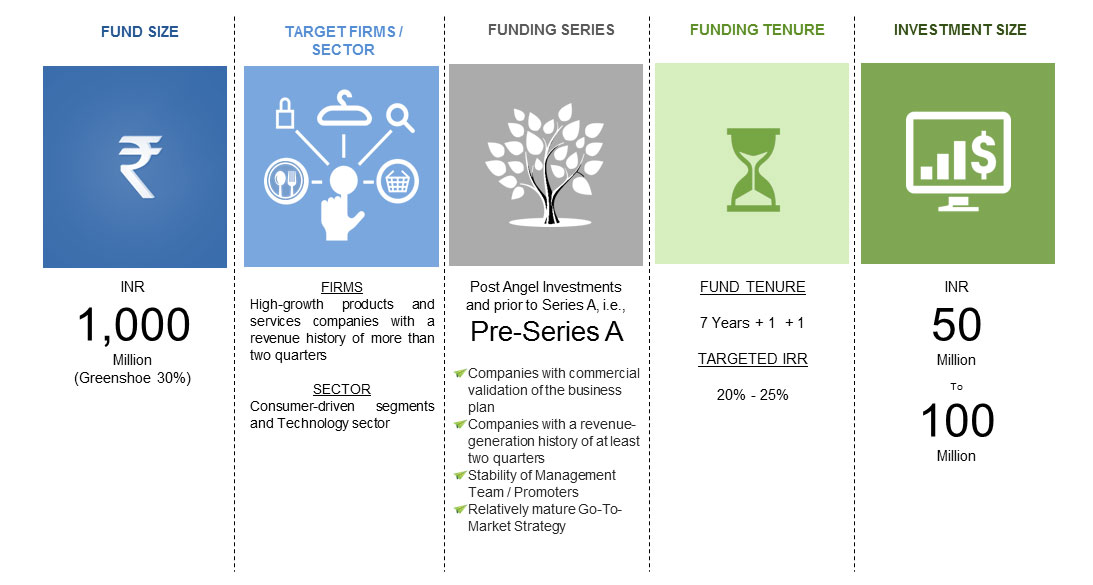 FUND SIZE
INR
1,000
Million
(Greenshoe 30%)
TARGET FIRMS /
SECTOR
FIRMS
High-growth products and
services companies with a
revenue history of more than
two quarters
SECTOR
Consumer-driven segments
and Technology sector
FUNDING SERIES
Post Angel Investments
and prior to Series A, i.e.,
Pre-Series A
Companies with commercial
validation of the business
plan
Companies with a revenue-
generation history of at least
two quarters
Stability of Management
Team / Promoters
Relatively mature Go-To-
Market Strategy
FUNDING TENURE
FUND TENURE
7 Years + 1 + 1
TARGETED IRR
20% - 25%
INVESTMENT SIZE
$
INR
50
Million
To
100
Million